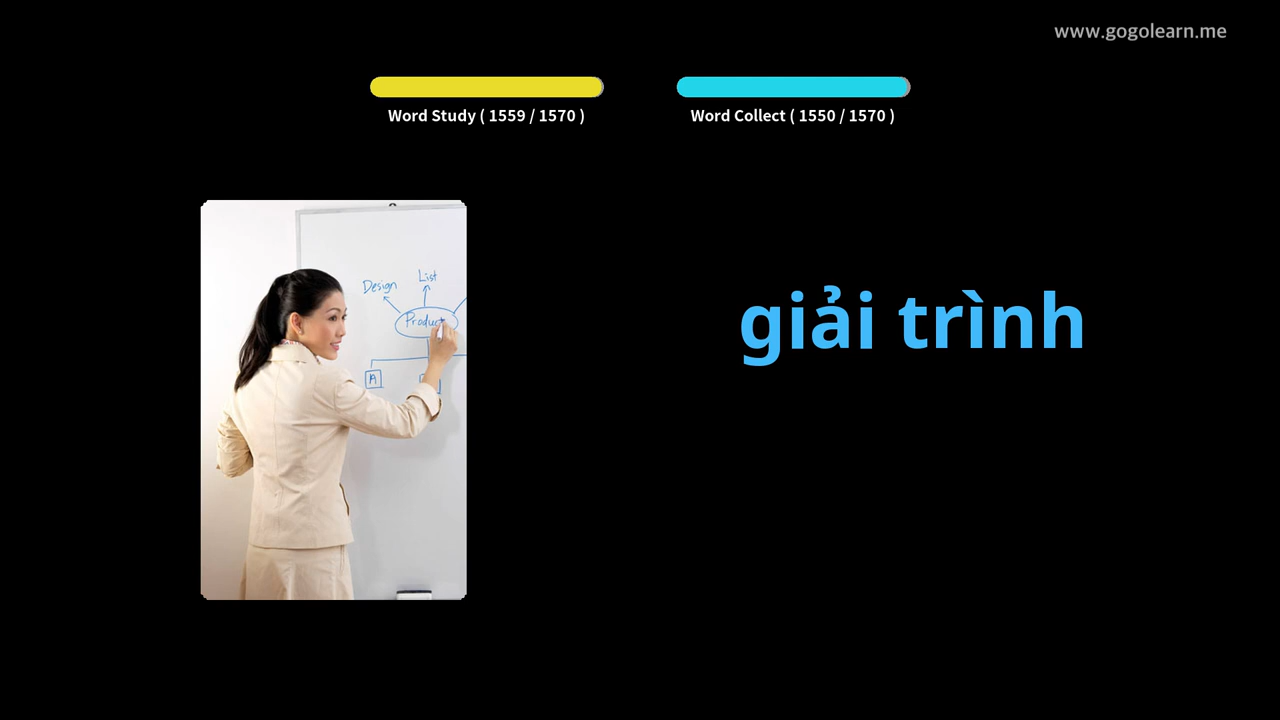 www.gogolearn.me
Word Study ( 1559 / 1570 )
Word Collect ( 1550 / 1570 )
List
Design
Product
A
giải trình